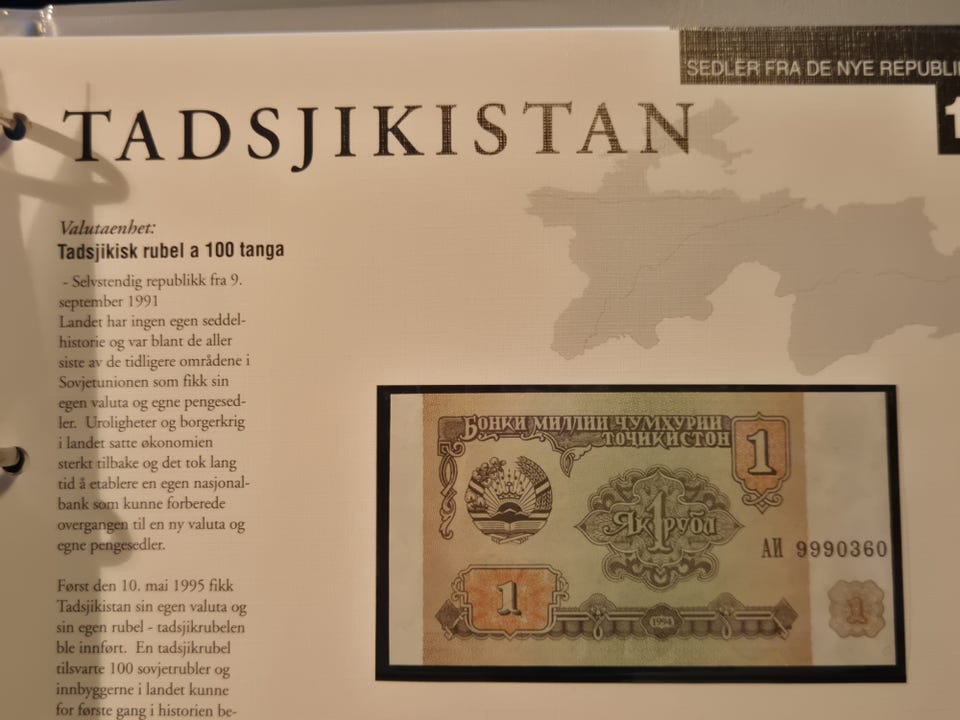 SEDLER FRA DE NYE REPUBLI
1
TADSJIKISTAN
Valutaenhet:
Tadsjikisk rubel a 100 tanga
- Selvstendig republikk fra 9.
september 1991
Landet har ingen egen seddel-
historie og var blant de aller
siste av de tidligere områdene i
Sovjetunionen som fikk sin
egen valuta og egne pengesed-
ler. Uroligheter og borgerkrig
i landet satte økonomien
sterkt tilbake og det tok lang
tid å etablere en egen nasjonal-
bank som kunne forberede
overgangen til en ny valuta og
egne pengesedler.
Først den 10. mai 1995 fikk
Tadsjikistan sin egen valuta og
sin egen rubel - tadsjikrubelen
ble innført. En tadsjikrubel
tilsvarte 100 sovjetrubler og
innbyggerne i landet kunne
for første gang i historien be-
БОНКИ МИЛЛИИ ҶУМҲУРИИ
ТОҶИКИСТОН
1
1
Як рубл
АИ 9990360
1
1994
1